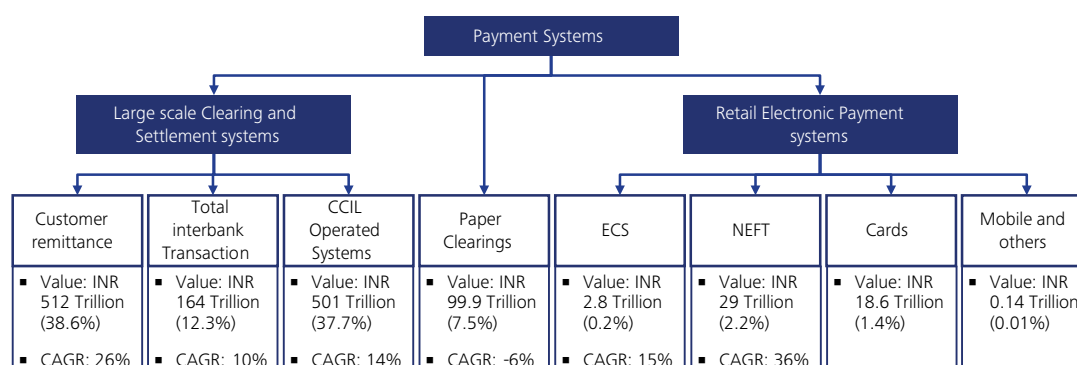 Payment Systems
Large scale Clearing and
Settlement systems
Retail Electronic Payment
systems
Customer
remittance
Total
interbank
Transaction
CCIL
Operated
Systems
Paper
Clearings
ECS
NEFT
Cards
Mobile and
others
▪ Value: INR
512 Trillion
(38.6%)
▪ CAGR: 26%
▪ Value: INR
164 Trillion
(12.3%)
▪ CAGR: 10%
▪ Value: INR
501 Trillion
(37.7%)
▪ CAGR: 14%
▪ Value: INR
99.9 Trillion
(7.5%)
▪ CAGR: -6%
▪ Value: INR
2.8 Trillion
(0.2%)
▪ CAGR: 15%
▪ Value: INR
29 Trillion
(2.2%)
▪ CAGR: 36%
▪ Value: INR
18.6 Trillion
(1.4%)
▪ Value: INR
0.14 Trillion
(0.01%)